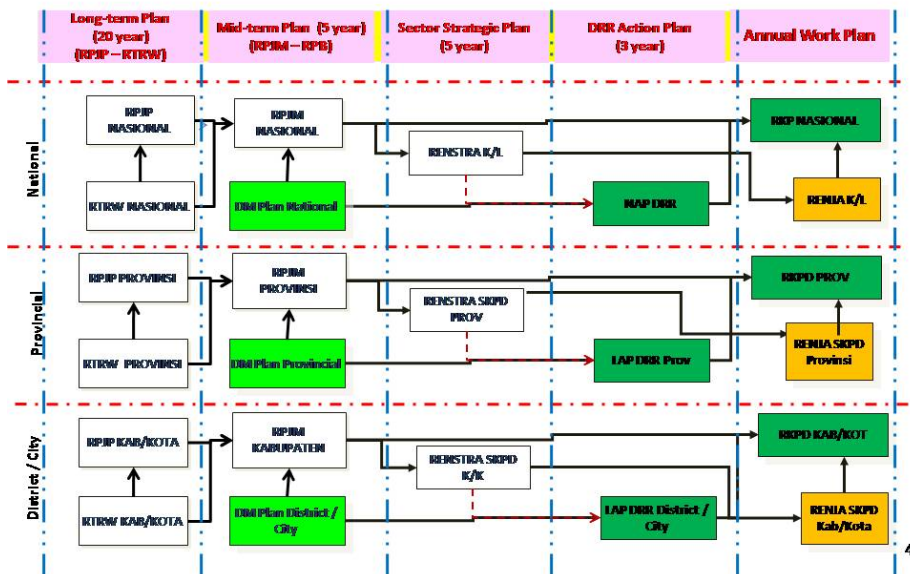 Long-term Plan
(20 year)
(RPJP – RTRW)
Mid-term Plan (5 year)
(RPJM – RPB)
Sector Strategic Plan
(5 year)
DRR Action Plan
(3 year)
Annual Work Plan
National
RPJP
NASIONAL
RPJM
NASIONAL
RENSTRA K/L
RKP NASIONAL
RTRW NASIONAL
DM Plan National
NAP DRR
RENJA K/L
Provincial
RPJP PROVINSI
RPJM
PROVINSI
RENSTRA SKPD
PROV
RKPD PROV
RTRW PROVINSI
DM Plan Provincial
LAP DRR Prov
RENJA SKPD
Provinsi
District / City
RPJP KAB/KOTA
RPJM
KABUPATEN
RENSTRA SKPD
K/K
RKPD KAB/KOT
RTRW KAB/KOTA
DM Plan District /
City
LAP DRR District /
City
RENJA SKPD
Kab/Kota
4